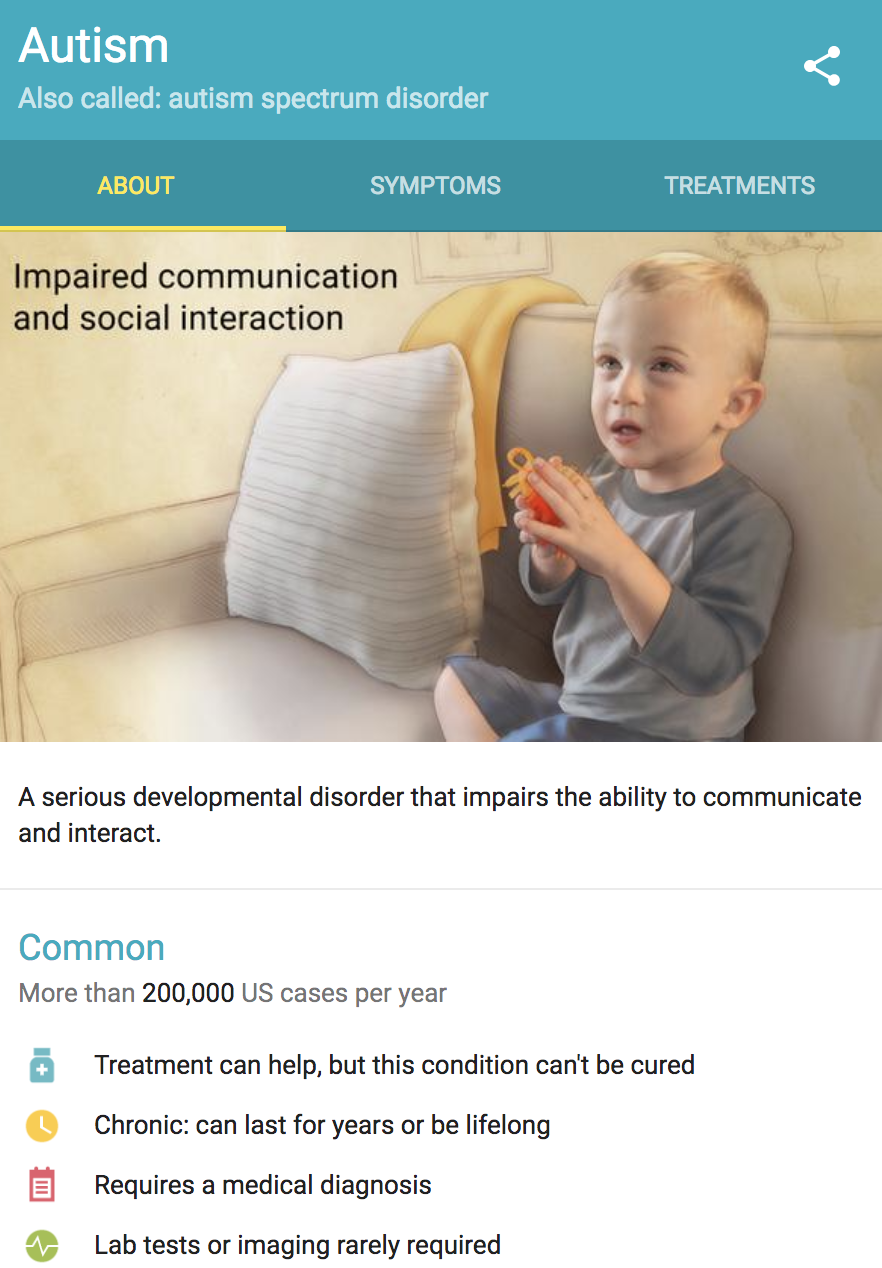 Autism
Also called: autism spectrum disorder
ABOUT
SYMPTOMS
TREATMENTS
Impaired communication
and social interaction
A serious developmental disorder that impairs the ability to communicate
and interact.
Common
More than 200,000 US cases per year
Treatment can help, but this condition can't be cured
Chronic: can last for years or be lifelong
Requires a medical diagnosis
Lab tests or imaging rarely required